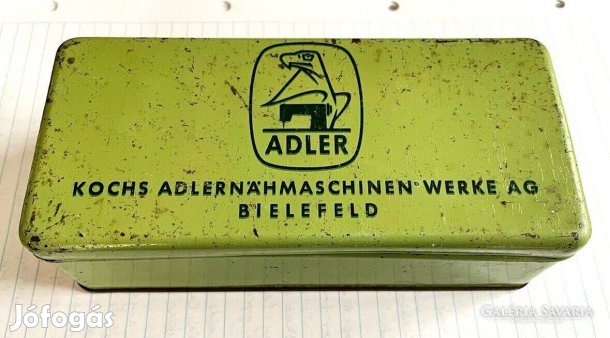 ADLER
KOCHS ADLERNÄHMASCHINEN WERKE AG
BIELEFELD
Jófogás
GALÉRIA SAVARIA